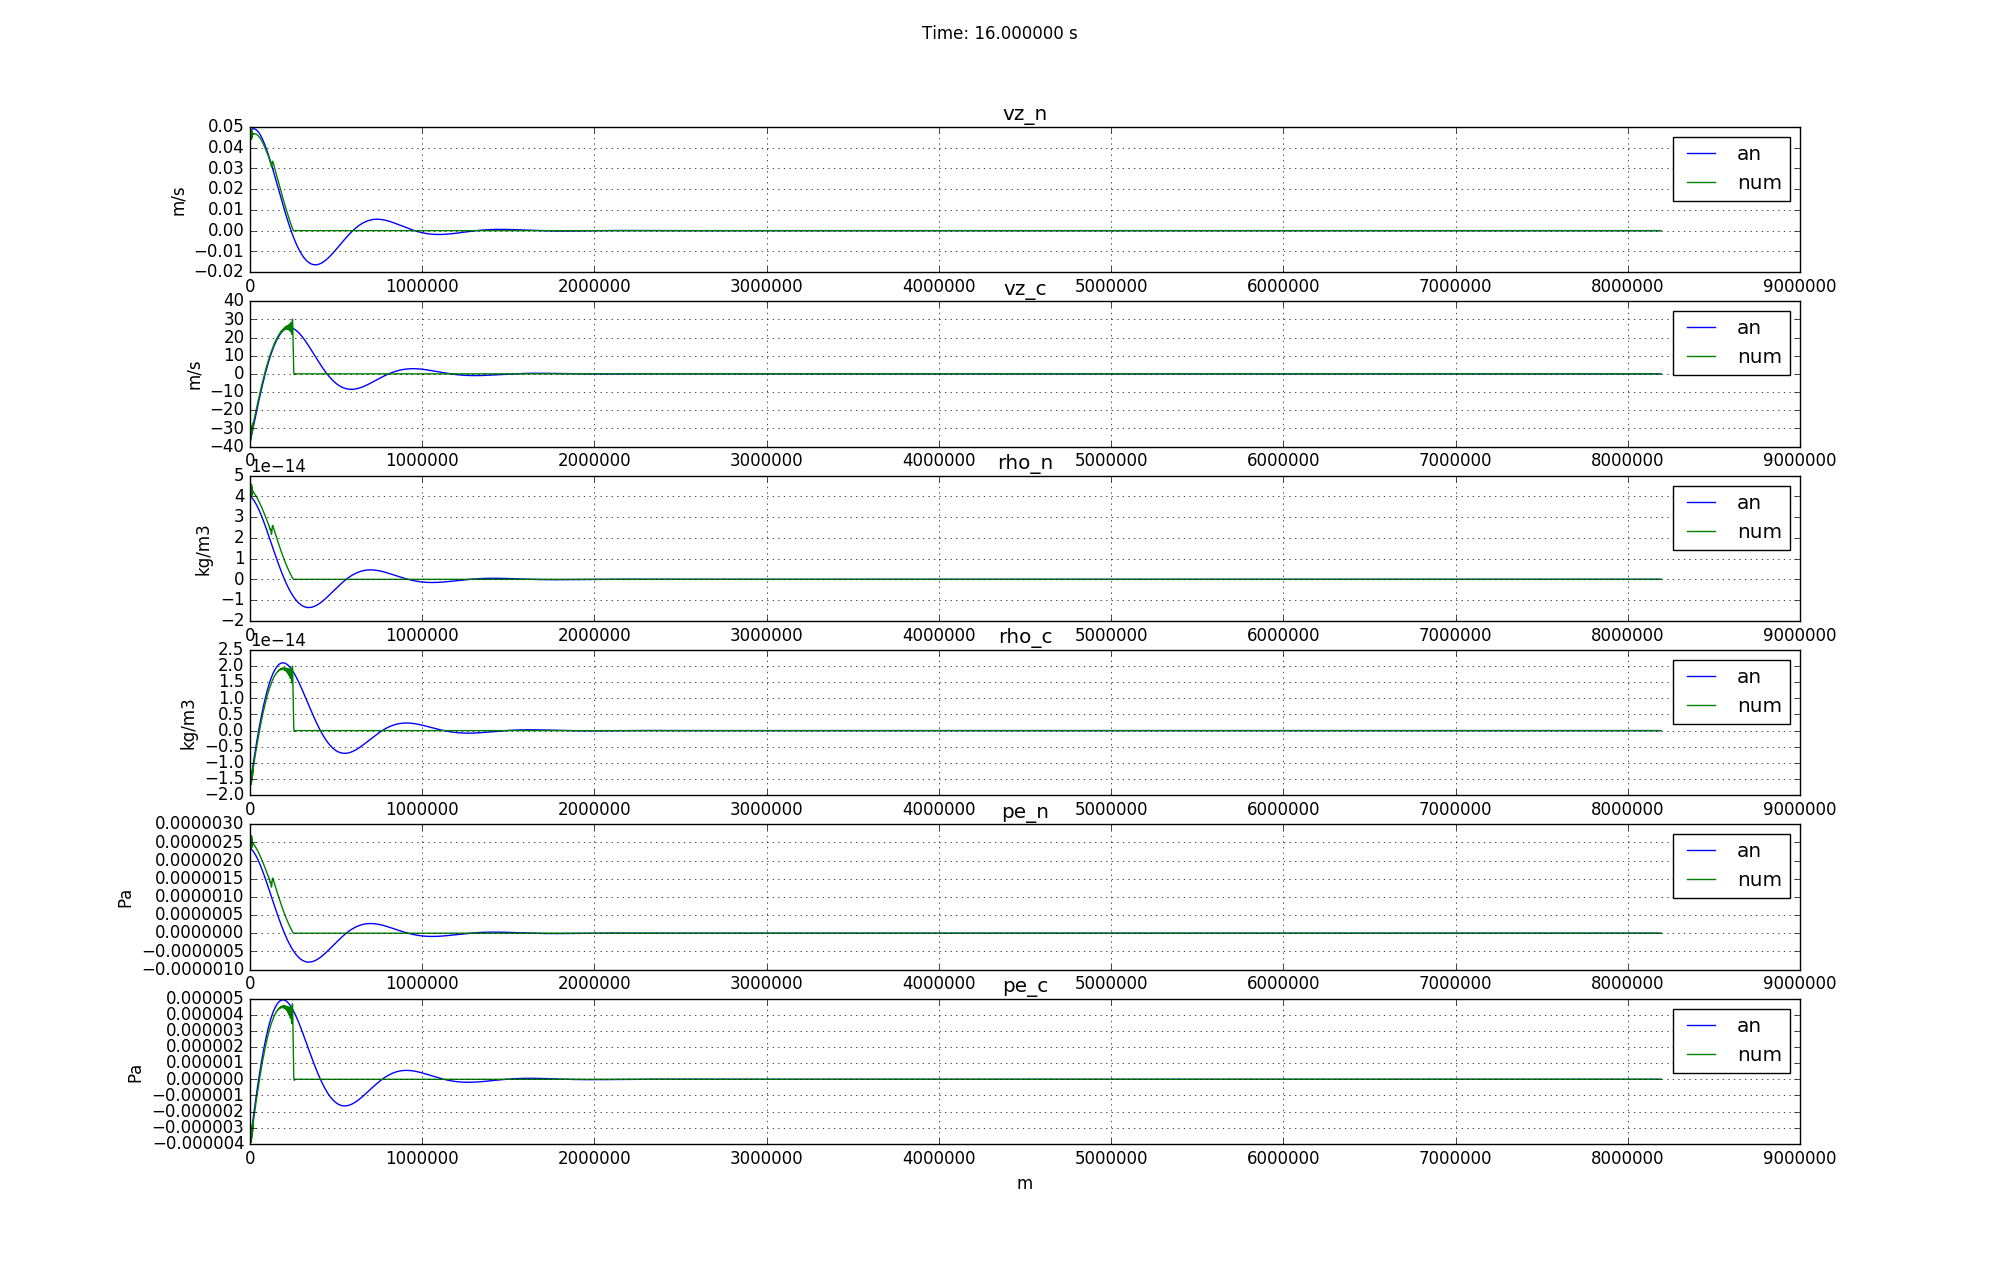 Time: 16.000000 s
vz_n
0.05
0.04
0.03
0.02
0.01
0.00
−0.01
−0.02
m/s
an
num
0 1000000 2000000 3000000 4000000 5000000 6000000 7000000 8000000 9000000
vz_c
40
30
20
10
0
−10
−20
−30
−40
m/s
an
num
0 1000000 2000000 3000000 4000000 5000000 6000000 7000000 8000000 9000000
1e−14
rho_n
5
4
3
2
1
0
−1
−2
kg/m3
an
num
0 1000000 2000000 3000000 4000000 5000000 6000000 7000000 8000000 9000000
1e−14
rho_c
2.5
2.0
1.5
1.0
0.5
0.0
−0.5
−1.0
−1.5
−2.0
kg/m3
an
num
0 1000000 2000000 3000000 4000000 5000000 6000000 7000000 8000000 9000000
pe_n
0.0000030
0.0000025
0.0000020
0.0000015
0.0000010
0.0000005
0.0000000
−0.0000005
−0.0000010
Pa
an
num
0 1000000 2000000 3000000 4000000 5000000 6000000 7000000 8000000 9000000
pe_c
0.000005
0.000004
0.000003
0.000002
0.000001
0.000000
−0.000001
−0.000002
−0.000003
−0.000004
Pa
an
num
0 1000000 2000000 3000000 4000000 5000000 6000000 7000000 8000000 9000000
m